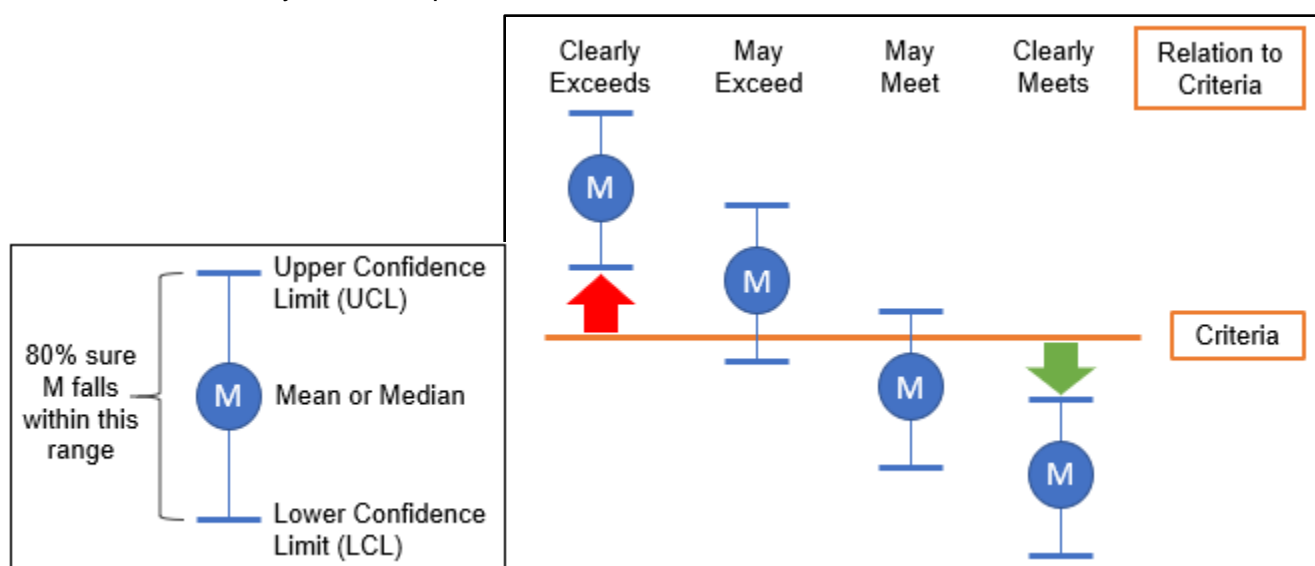 Clearly
Exceeds
May
Exceed
May
Meet
Clearly
Meets
Relation to
Criteria
M
M
M
M
Criteria
80% sure
M falls
within this
range
Upper Confidence
Limit (UCL)
M
Mean or Median
Lower Confidence
Limit (LCL)